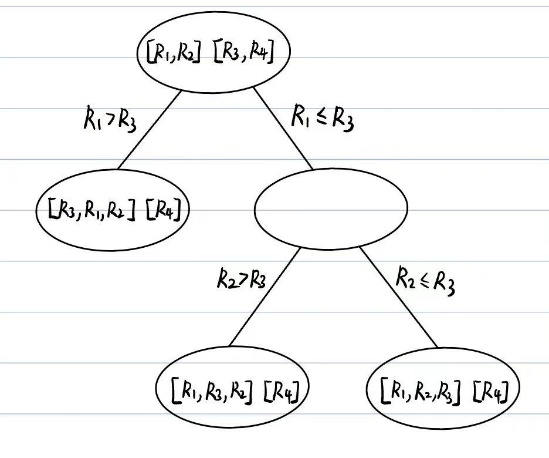 [R₁,R₂] [R₃,R₄]
R₁>R₃
R₁≤R₃
[R₃,R₁,R₂] [R₄]
R₂>R₃
R₂≤R₃
[R₁,R₃,R₂] [R₄]
[R₁,R₂,R₃] [R₄]